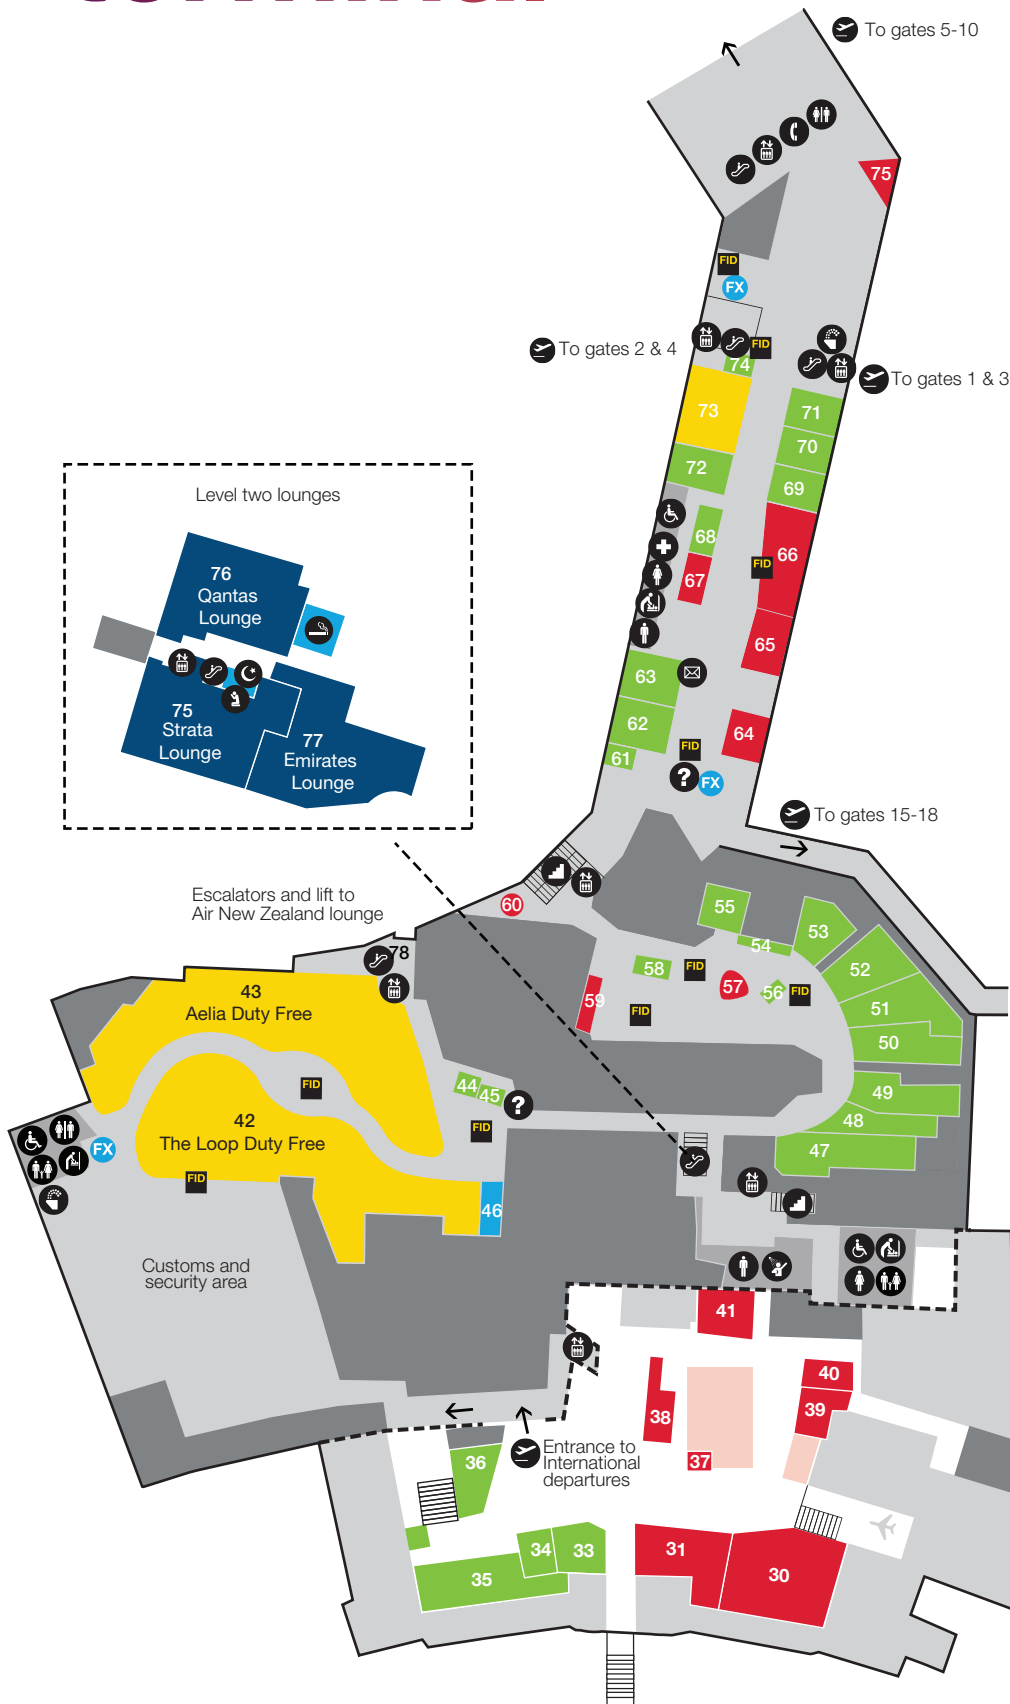 terminal
To gates 5-10
75
FID
FX
To gates 2 & 4
FID
74
To gates 1 & 3
73
71
70
72
69
68
66
FID
67
65
63
62
64
61
FID
?
FX
Level two lounges
76
Qantas
Lounge
75
Strata
Lounge
77
Emirates
Lounge
To gates 15-18
Escalators and lift to
Air New Zealand lounge
60
55
53
54
78
52
58
FID
57
56
FID
51
43
Aelia Duty Free
59
FID
50
FID
44
45
?
49
42
The Loop Duty Free
FID
48
FX
47
FID
46
Customs and
security area
41
40
39
38
37
36
Entrance to
International
departures
34
33
31
30
35